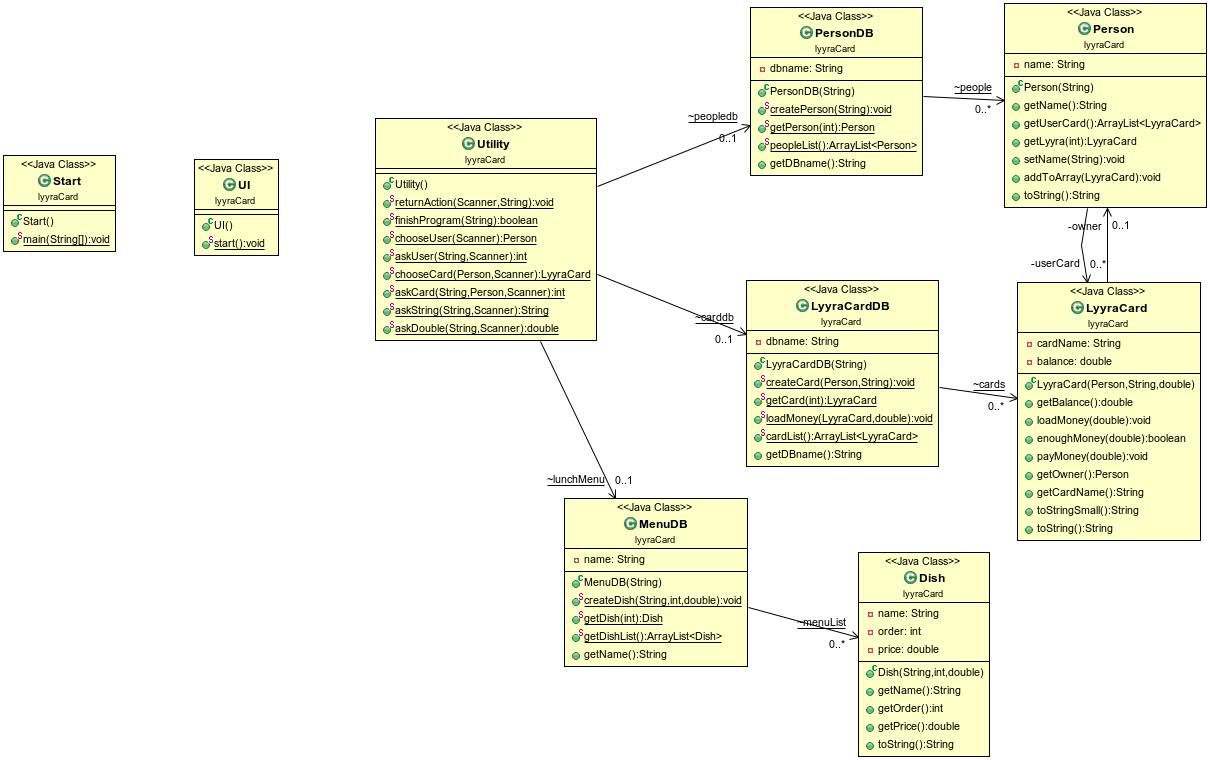 <<Java Class>>
Start
lyyraCard
Start()
main(String[]):void
<<Java Class>>
UI
lyyraCard
UI()
start():void
<<Java Class>>
Utility
lyyraCard
Utility()
returnAction(Scanner,String):void
finishProgram(String):boolean
chooseUser(Scanner):Person
askUser(String,Scanner):int
chooseCard(Person,Scanner):LyyraCard
askCard(String,Person,Scanner):int
askString(String,Scanner):String
askDouble(String,Scanner):double
~peopledb
0..1
~carddb
0..1
~lunchMenu
0..1
<<Java Class>>
PersonDB
lyyraCard
dbname: String
PersonDB(String)
createPerson(String):void
getPerson(int):Person
peopleList():ArrayList<Person>
getDBname():String
~people
0..*
<<Java Class>>
Person
lyyraCard
name: String
Person(String)
getName():String
getUserCard():ArrayList<LyyraCard>
getLyyra(int):LyyraCard
setName(String):void
addToArray(LyyraCard):void
toString():String
-owner
0..1
-userCard
0..*
<<Java Class>>
LyyraCardDB
lyyraCard
dbname: String
LyyraCardDB(String)
createCard(Person,String):void
getCard(int):LyyraCard
loadMoney(LyyraCard,double):void
cardList():ArrayList<LyyraCard>
getDBname():String
~cards
0..*
<<Java Class>>
LyyraCard
lyyraCard
cardName: String
balance: double
LyyraCard(Person,String,double)
getBalance():double
loadMoney(double):void
enoughMoney(double):boolean
payMoney(double):void
getOwner():Person
getCardName():String
toStringSmall():String
toString():String
<<Java Class>>
MenuDB
lyyraCard
name: String
MenuDB(String)
createDish(String,int,double):void
getDish(int):Dish
getDishList():ArrayList<Dish>
getName():String
~menuList
0..*
<<Java Class>>
Dish
lyyraCard
name: String
order: int
price: double
Dish(String,int,double)
getName():String
getOrder():int
getPrice():double
toString():String